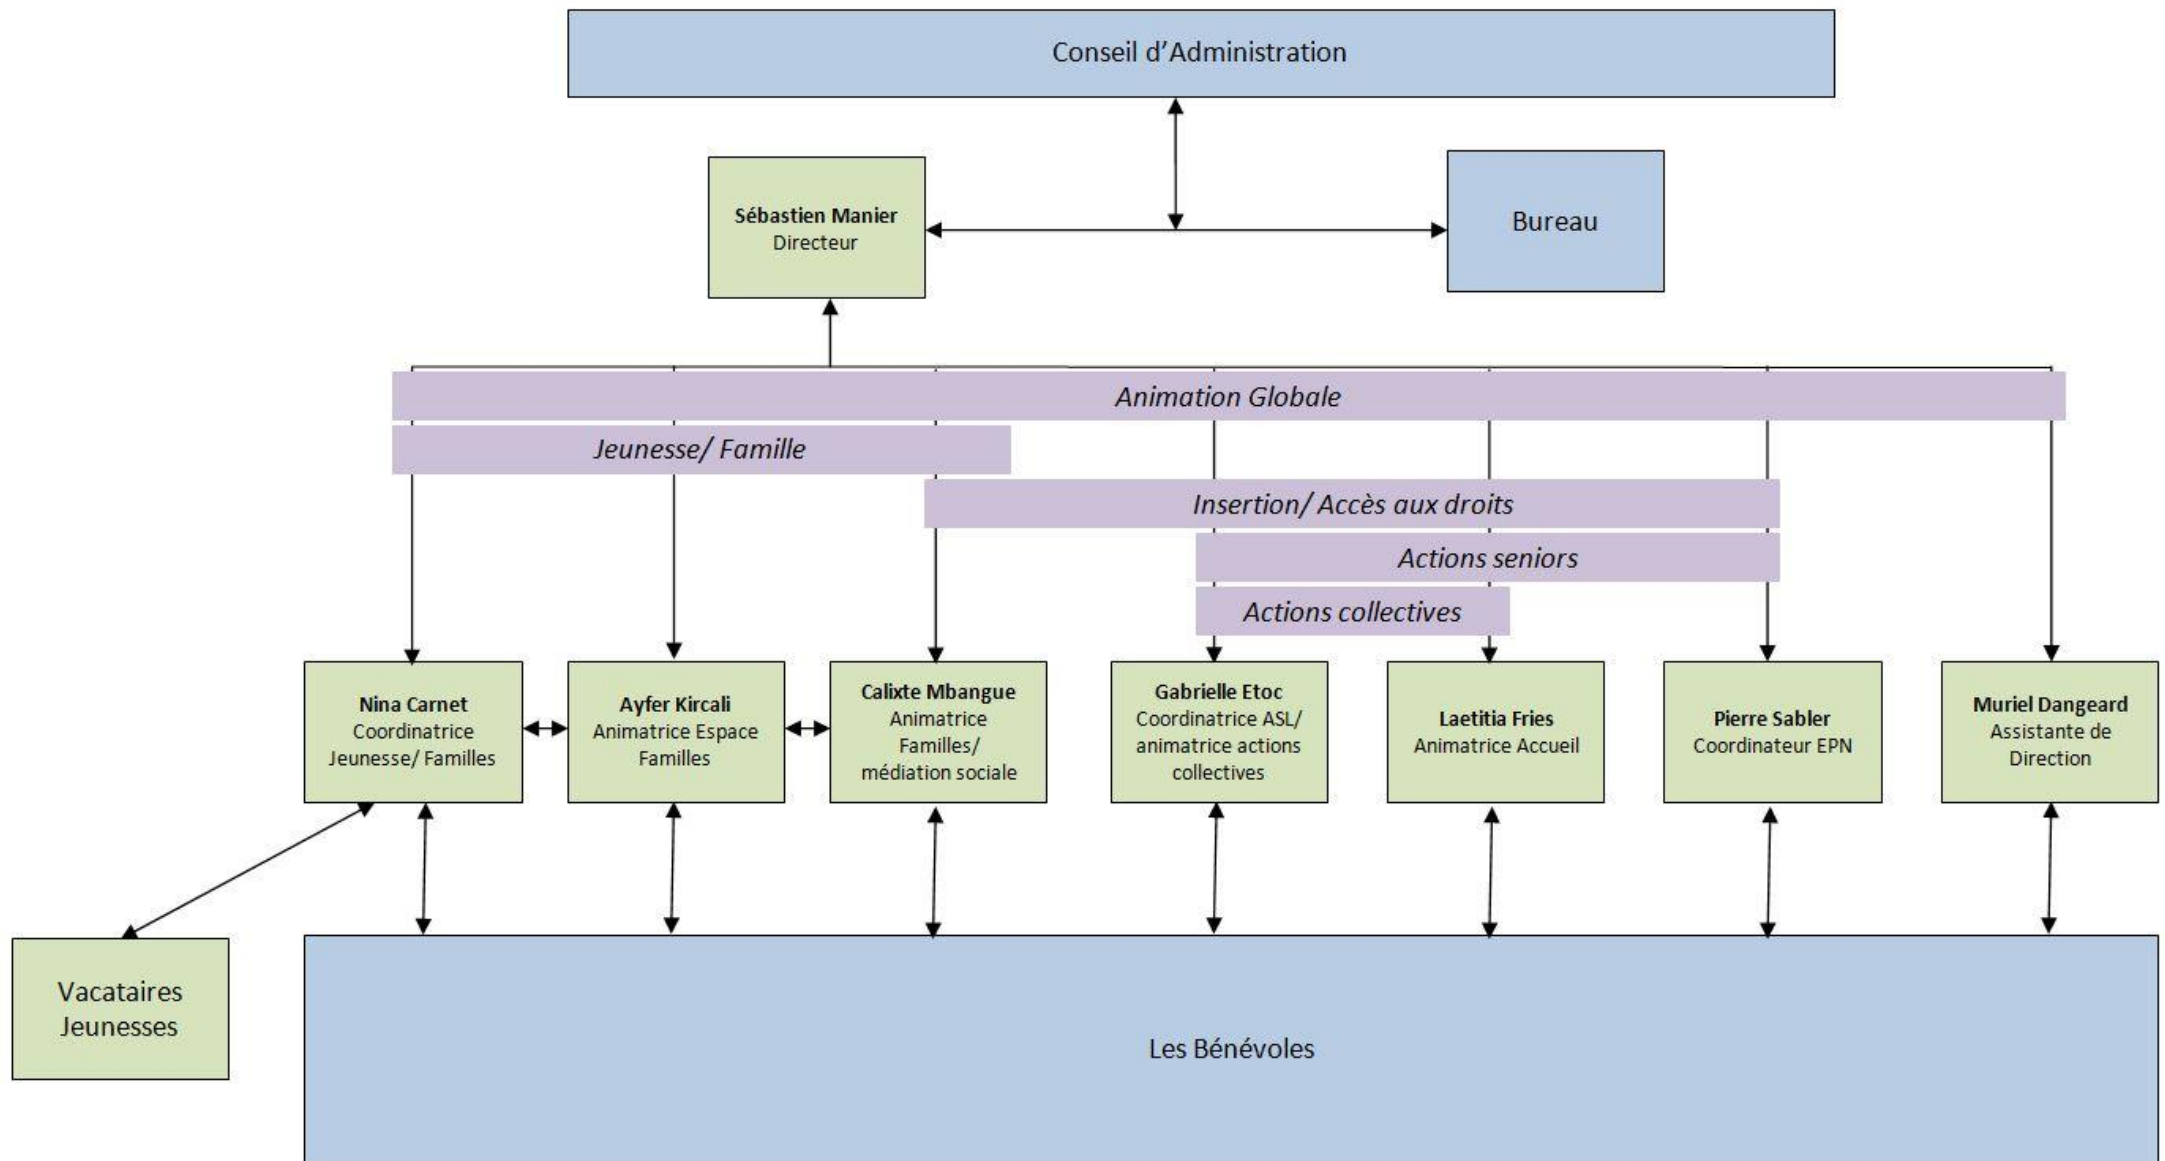 Conseil d'Administration
Sébastien Manier
Directeur
Bureau
Animation Globale
Jeunesse/ Famille
Insertion/ Accès aux droits
Actions seniors
Actions collectives
Nina Carnet
Coordinatrice
Jeunesse/ Familles
Ayfer Kircali
Animatrice Espace
Familles
Calixte Mbangue
Animatrice
Familles/
médiation sociale
Gabrielle Etoc
Coordinatrice ASL/
animatrice actions
collectives
Laetitia Fries
Animatrice Accueil
Pierre Sabler
Coordinateur EPN
Muriel Dangeard
Assistante de
Direction
Vacataires
Jeunesses
Les Bénévoles